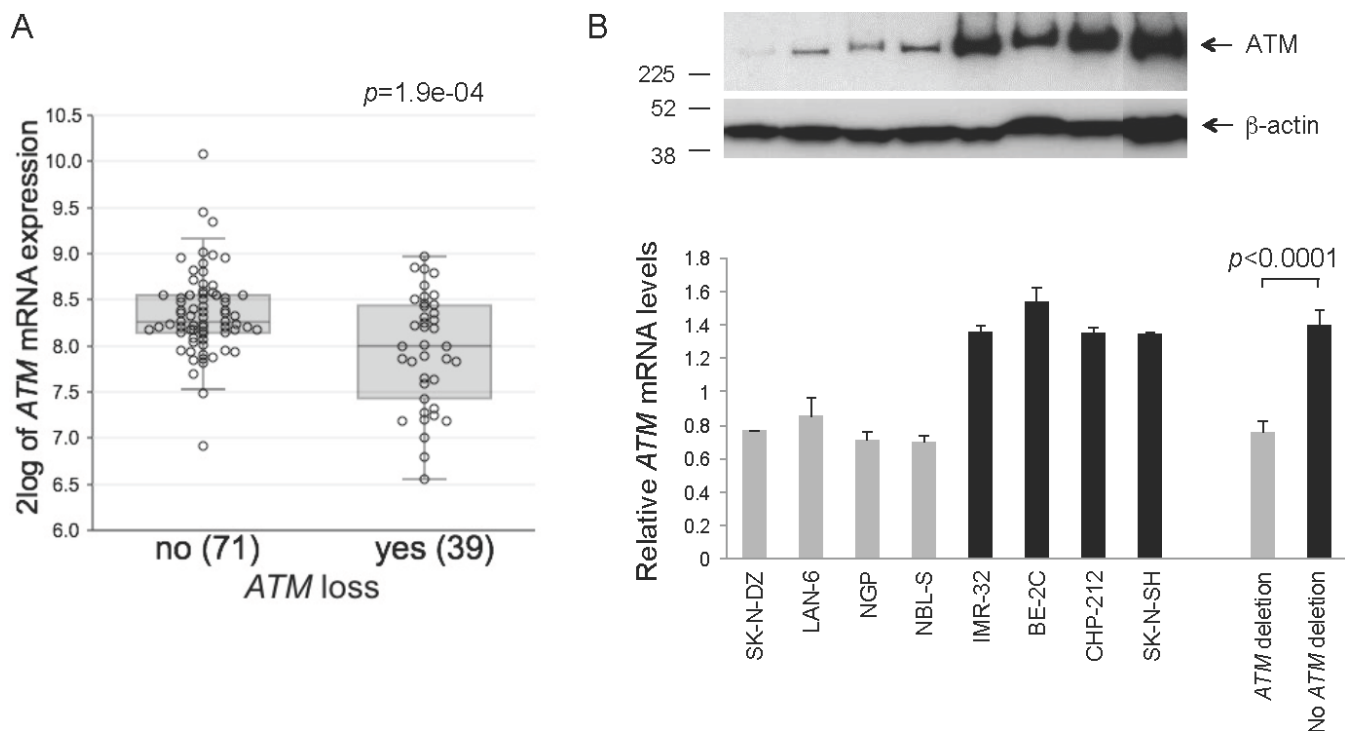 A
p=1.9e-04
2log of ATM mRNA expression
10.5
10.0
9.5
9.0
8.5
8.0
7.5
7.0
6.5
6.0
no (71)
yes (39)
ATM loss
B
ATM
225
52
β-actin
38
Relative ATM mRNA levels
1.8
1.6
1.4
1.2
1
0.8
0.6
0.4
0.2
0
p<0.0001
SK-N-DZ
LAN-6
NGP
NBL-S
IMR-32
BE-2C
CHP-212
SK-N-SH
ATM deletion
No ATM deletion